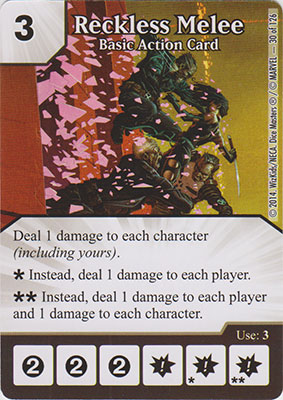 3
Reckless Melee
Basic Action Card
Deal 1 damage to each character
(including yours).
* Instead, deal 1 damage to each player.
** Instead, deal 1 damage to each player
and 1 damage to each character.
Use: 3
2 2 2 * **
© 2014 WizKids/NECA. Dice Masters ® / © MARVEL — 30 of 126